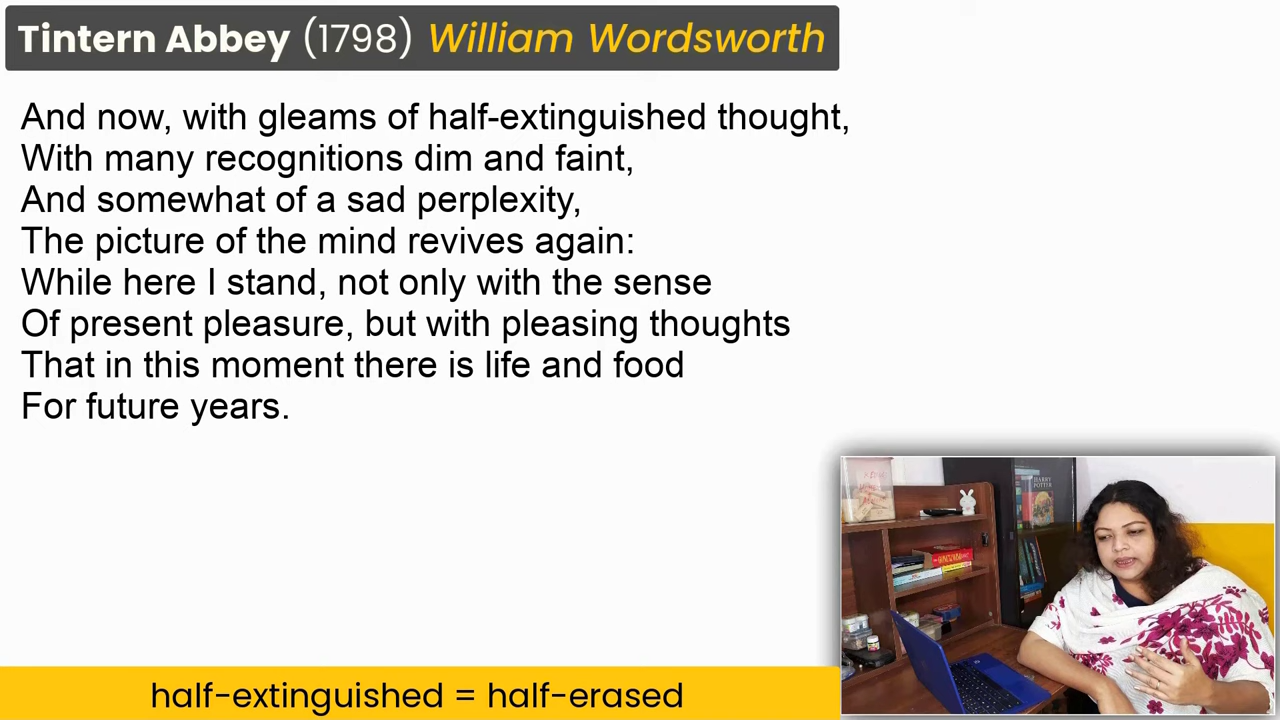 Tintern Abbey (1798) William Wordsworth
And now, with gleams of half-extinguished thought,
With many recognitions dim and faint,
And somewhat of a sad perplexity,
The picture of the mind revives again:
While here I stand, not only with the sense
Of present pleasure, but with pleasing thoughts
That in this moment there is life and food
For future years.
HARRY
POTTER
half-extinguished = half-erased